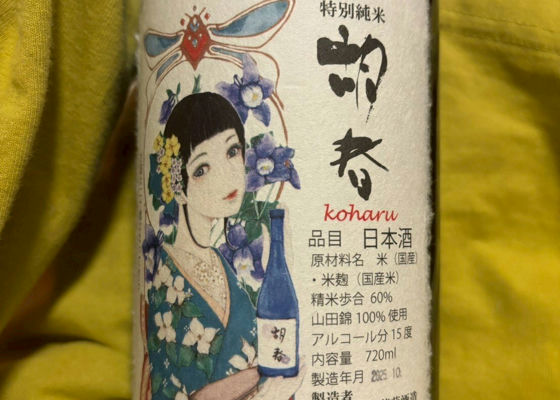 特別純米
胡春
koharu
品目 日本酒
原材料名 米（国産）
・米麹（国産米）
精米歩合 60%
山田錦100%使用
アルコール分15度
内容量 720ml
製造年月 2025.10.
製造者
胡春